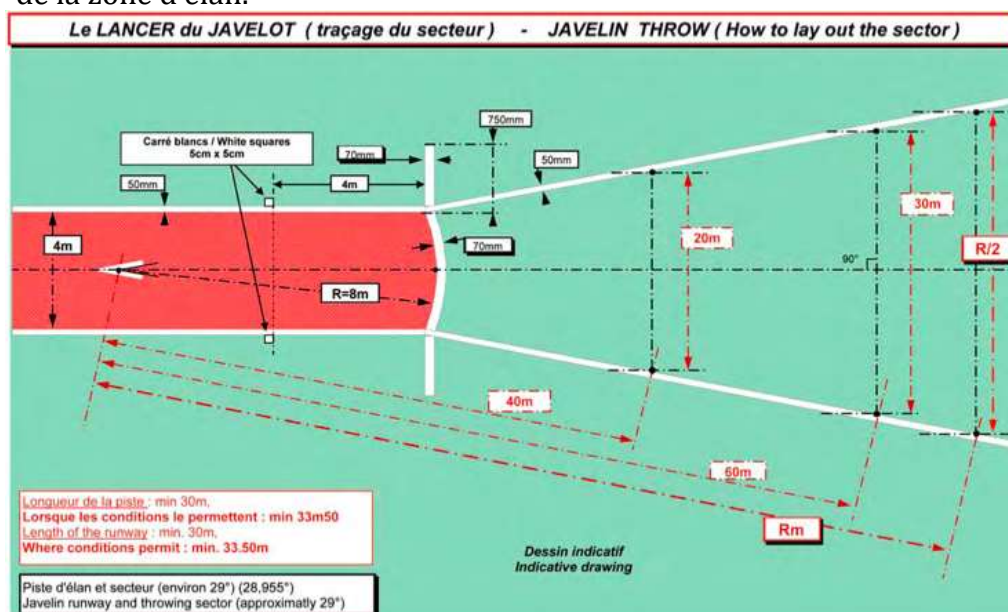 de la zone d'élan.
Le LANCER du JAVELOT ( traçage du secteur ) - JAVELIN THROW ( How to lay out the sector )
750mm
Carré blancs / White squares
5cm x 5cm
70mm
50mm
4m
50mm
4m
70mm
20m
30m
R/2
90°
R=8m
40m
60m
Rm
Longueur de la piste : min 30m,
Lorsque les conditions le permettent : min 33m50
Length of the runway : min. 30m,
Where conditions permit : min. 33.50m
Dessin indicatif
Indicative drawing
Piste d'élan et secteur (environ 29°) (28,955°)
Javelin runway and throwing sector (approximatly 29°)